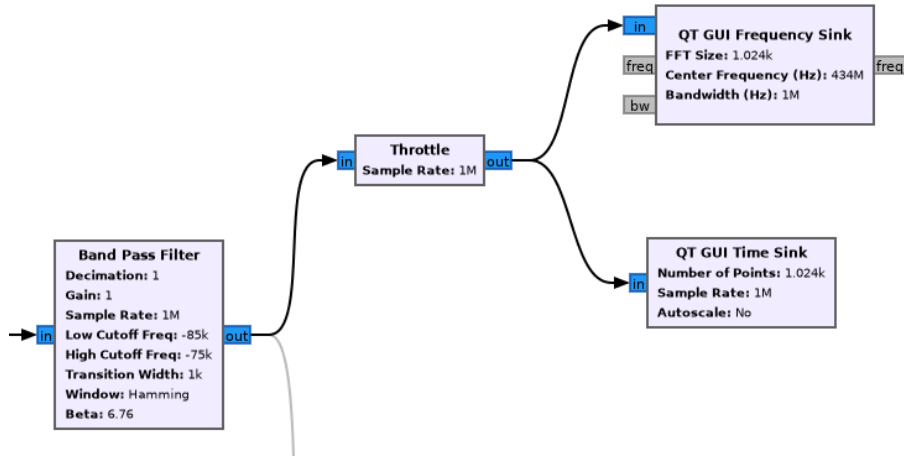 in
QT GUI Frequency Sink
FFT Size: 1.024k
freq
Center Frequency (Hz): 434M
freq
Bandwidth (Hz): 1M
bw
Throttle
in
Sample Rate: 1M
out
QT GUI Time Sink
Number of Points: 1.024k
in
Sample Rate: 1M
Autoscale: No
Band Pass Filter
Decimation: 1
Gain: 1
Sample Rate: 1M
in
Low Cutoff Freq: -85k
out
High Cutoff Freq: -75k
Transition Width: 1k
Window: Hamming
Beta: 6.76